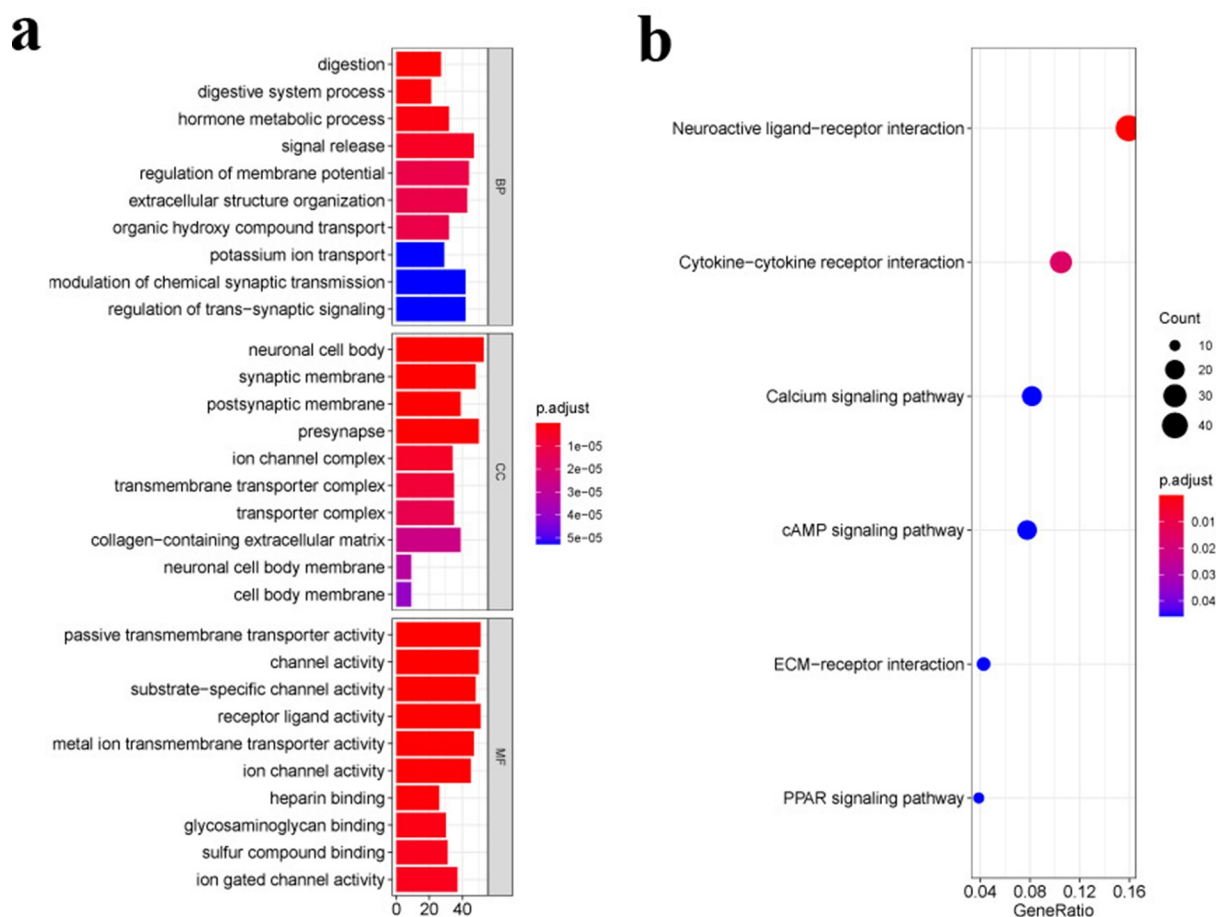 a
digestion
digestive system process
hormone metabolic process
signal release
regulation of membrane potential
extracellular structure organization
organic hydroxy compound transport
potassium ion transport
modulation of chemical synaptic transmission
regulation of trans−synaptic signaling
BP
neuronal cell body
synaptic membrane
postsynaptic membrane
presynapse
ion channel complex
transmembrane transporter complex
transporter complex
collagen−containing extracellular matrix
neuronal cell body membrane
cell body membrane
CC
passive transmembrane transporter activity
channel activity
substrate−specific channel activity
receptor ligand activity
metal ion transmembrane transporter activity
ion channel activity
heparin binding
glycosaminoglycan binding
sulfur compound binding
ion gated channel activity
MF
0 20 40
p.adjust
1e−05
2e−05
3e−05
4e−05
5e−05
b
Neuroactive ligand−receptor interaction
Cytokine−cytokine receptor interaction
Calcium signaling pathway
cAMP signaling pathway
ECM−receptor interaction
PPAR signaling pathway
0.04 0.08 0.12 0.16
GeneRatio
Count
10
20
30
40
p.adjust
0.01
0.02
0.03
0.04